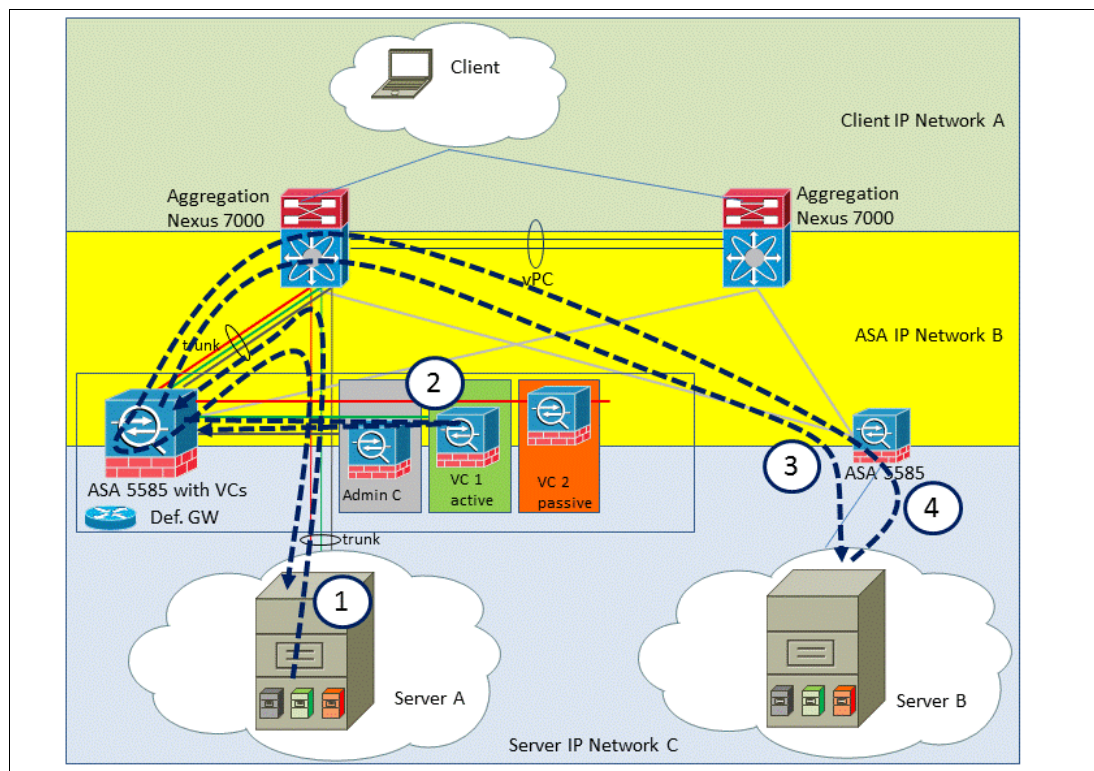 Client
Client IP Network A
Aggregation
Nexus 7000
Aggregation
Nexus 7000
vPC
ASA IP Network B
trunk
2
3
ASA 5585
4
ASA 5585 with VCs
Def. GW
Admin C
VC 1
active
VC 2
passive
trunk
1
Server A
Server B
Server IP Network C